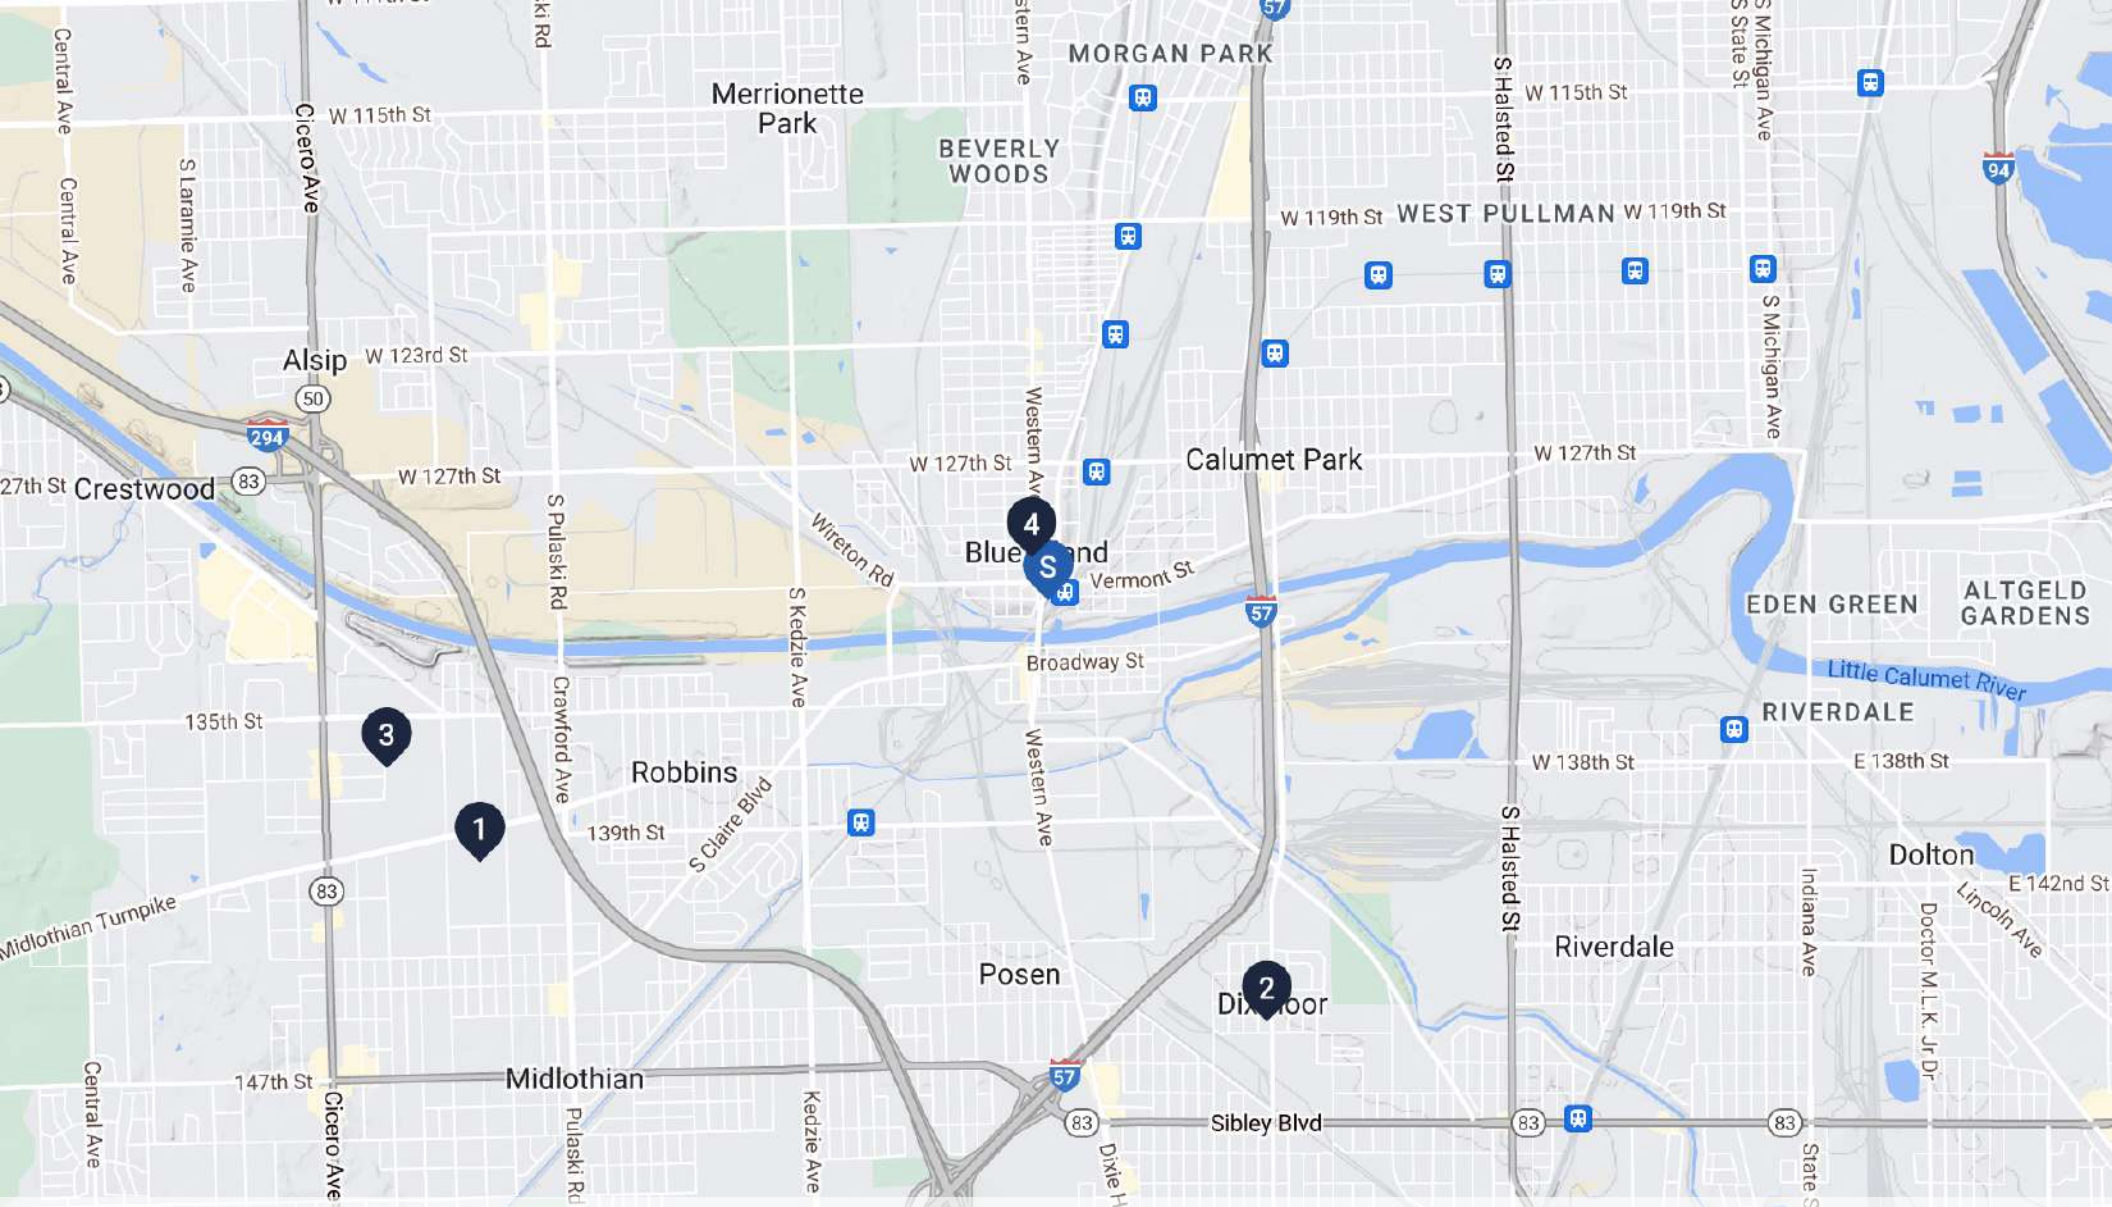 57
MORGAN PARK
Merrionette
Park
BEVERLY
WOODS
W 115th St
W 115th St
Central Ave
Central Ave
S Laramie Ave
Cicero Ave
S Halsted St
S State St
S Michigan Ave
94
W 119th St
WEST PULLMAN
W 119th St
S Michigan Ave
Alsip
W 123rd St
50
294
Western Ave
27th St
Crestwood
83
W 127th St
W 127th St
Calumet Park
W 127th St
S Pulaski Rd
Wireton Rd
4
S
Vermont St
57
EDEN GREEN
ALTGELD
GARDENS
S Kedzie Ave
Broadway St
Little Calumet River
135th St
3
Crawford Ave
RIVERDALE
Robbins
Western Ave
W 138th St
E 138th St
1
139th St
S Claire Blvd
S Halsted St
Dolton
E 142nd St
83
Midlothian Turnpike
Lincoln Ave
Indiana Ave
Doctor M.L.K. Jr Dr
Posen
Riverdale
2
147th St
Midlothian
57
Central Ave
Cicero Ave
Pulaski Rd
Kedzie Ave
83
Sibley Blvd
83
83